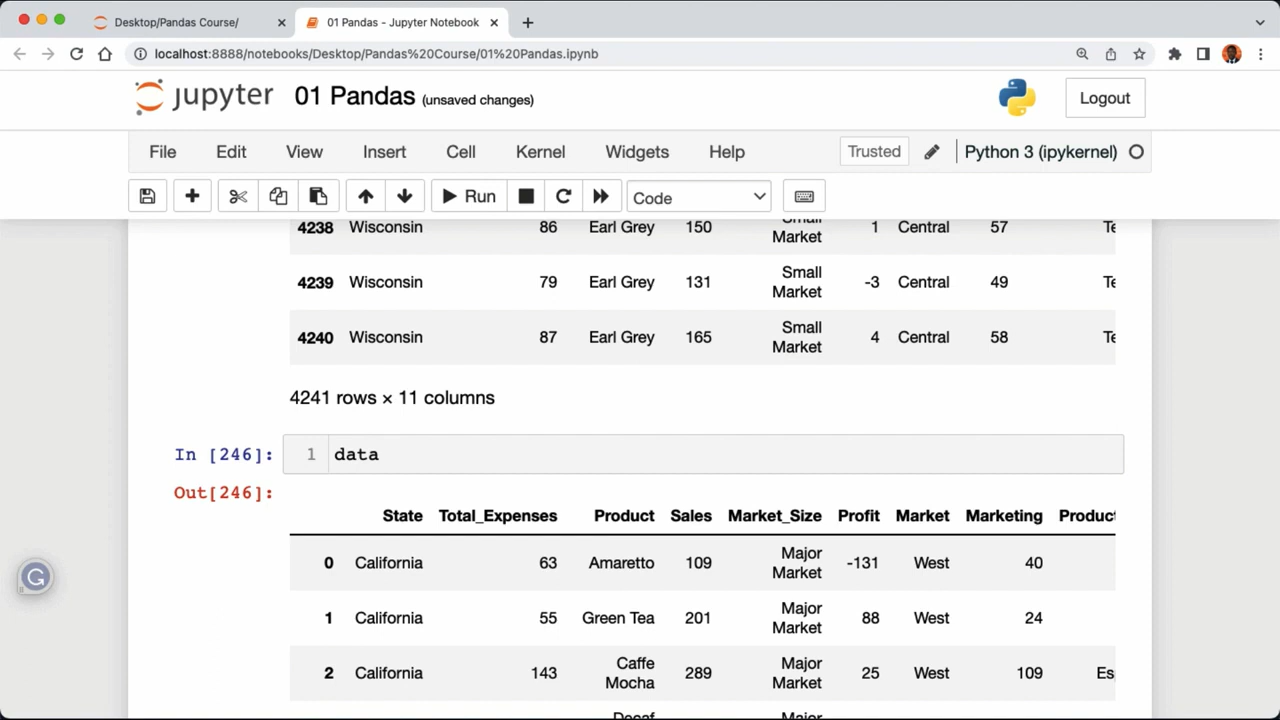 Desktop/Pandas Course/
01 Pandas - Jupyter Notebook
localhost:8888/notebooks/Desktop/Pandas%20Course/01%20Pandas.ipynb
jupyter 01 Pandas (unsaved changes) Logout
File Edit View Insert Cell Kernel Widgets Help Trusted Python 3 (ipykernel)
Run Code
4238 Wisconsin 86 Earl Grey 150 Small Market 1 Central 57
4239 Wisconsin 79 Earl Grey 131 Small Market -3 Central 49
4240 Wisconsin 87 Earl Grey 165 Small Market 4 Central 58
4241 rows × 11 columns
In [246]: 1 data
Out[246]:
State Total_Expenses Product Sales Market_Size Profit Market Marketing Product
0 California 63 Amaretto 109 Major Market -131 West 40
1 California 55 Green Tea 201 Major Market 88 West 24
2 California 143 Caffe Mocha 289 Major Market 25 West 109